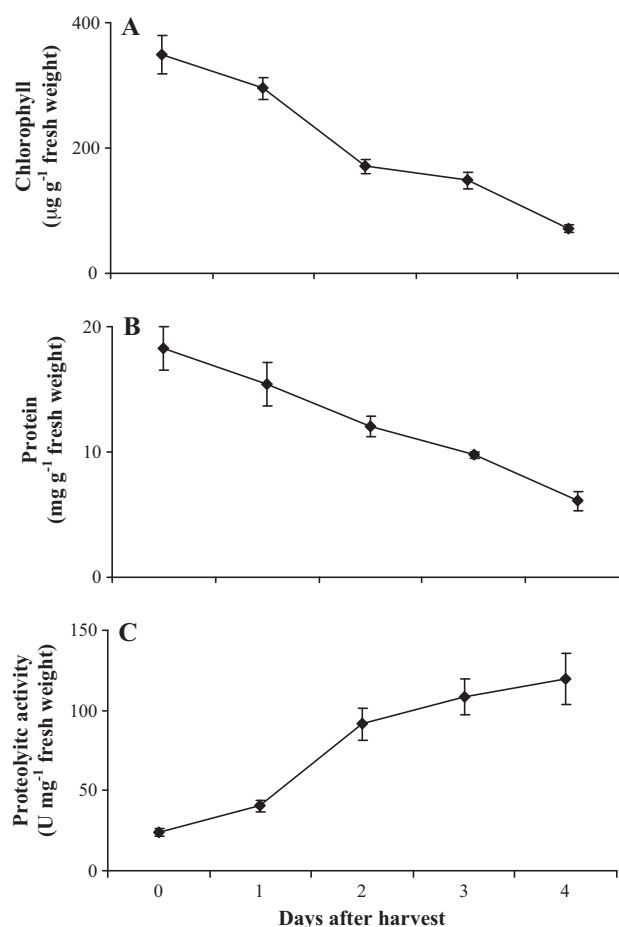 A
400
200
0
Chlorophyll
(µg g⁻¹ fresh weight)
B
20
10
0
Protein
(mg g⁻¹ fresh weight)
C
150
100
50
0
Proteolyitc activity
(U mg⁻¹ fresh weight)
0 1 2 3 4
Days after harvest